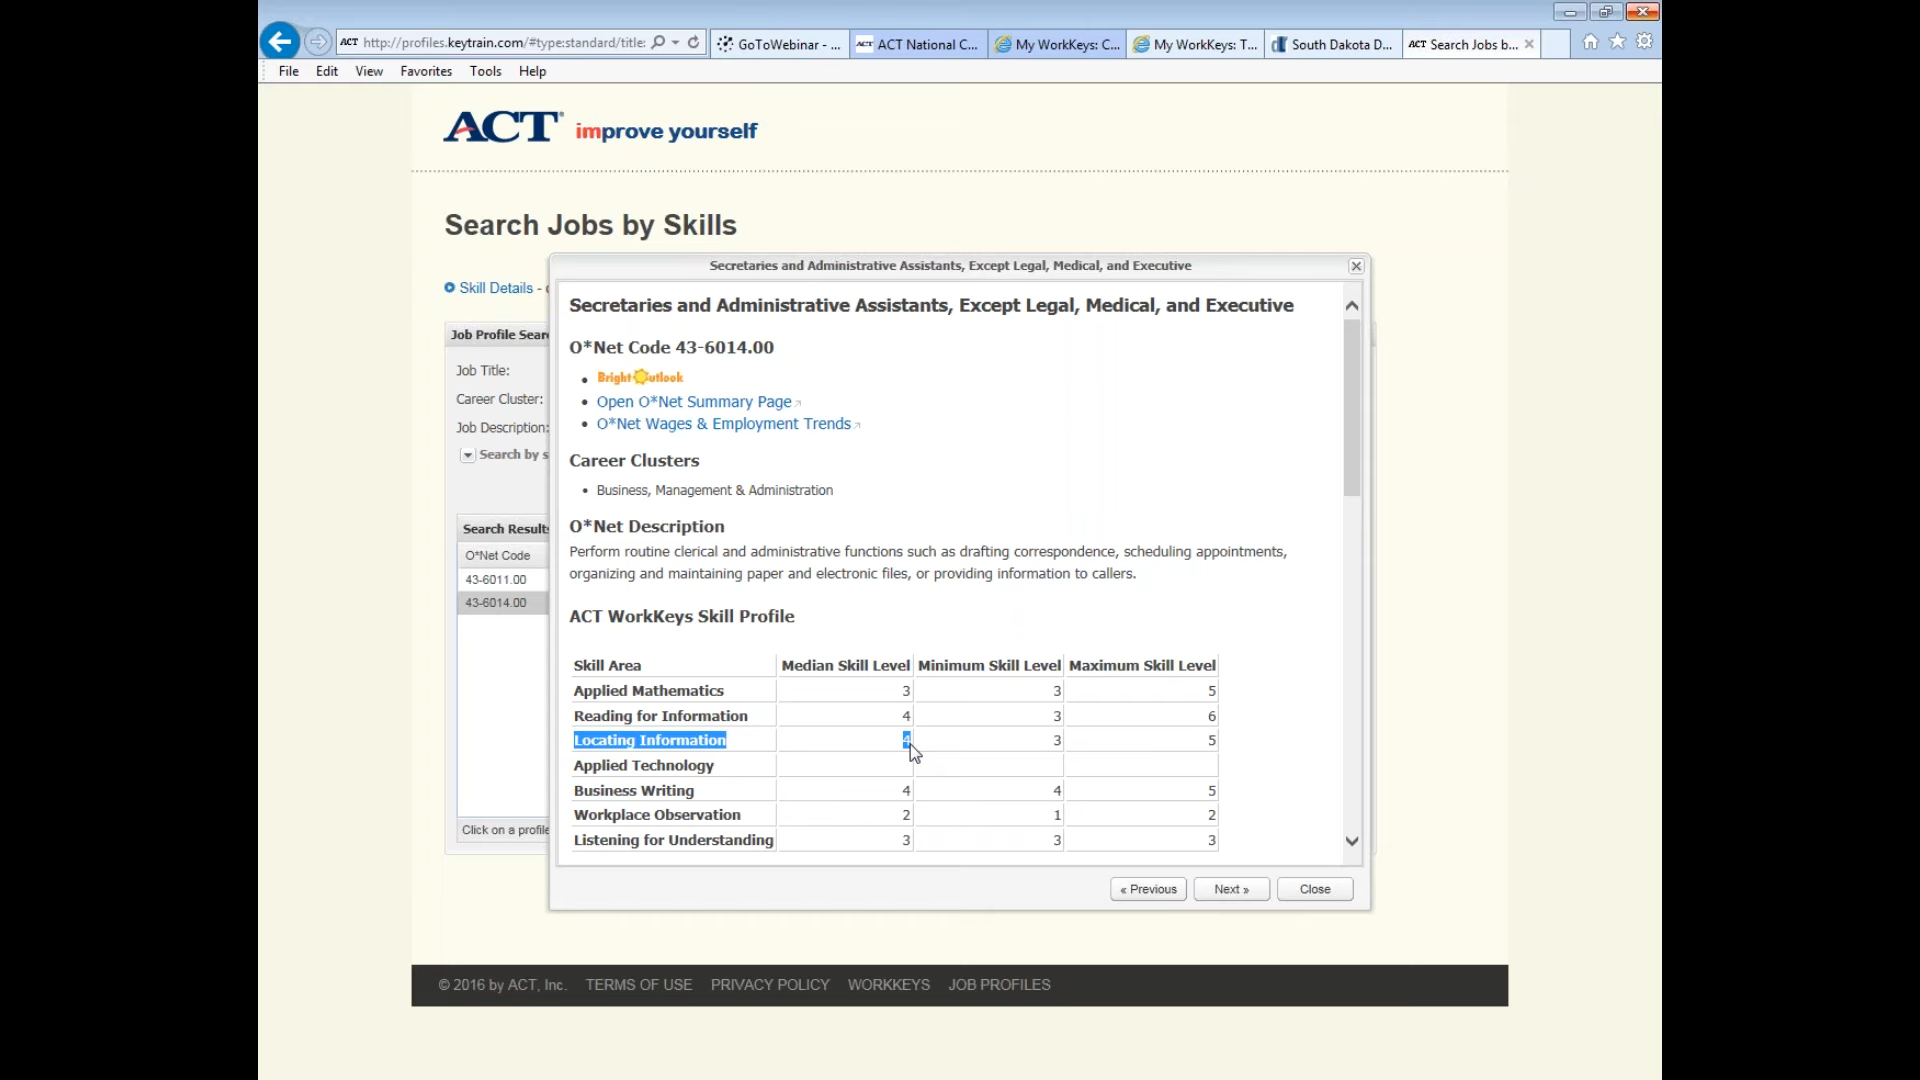 ACT http://profiles.keytrain.com/#type:standard/title:
GoToWebinar - ...
ACT National C...
My WorkKeys: C...
My WorkKeys: T...
South Dakota D...
ACT Search Jobs b...
File Edit View Favorites Tools Help
ACT improve yourself
Search Jobs by Skills
Skill Details -
Job Profile Sear
Job Title:
Career Cluster:
Job Description:
Search by s
Search Results
O*Net Code
43-6011.00
43-6014.00
Click on a profile
Secretaries and Administrative Assistants, Except Legal, Medical, and Executive
Secretaries and Administrative Assistants, Except Legal, Medical, and Executive
O*Net Code 43-6014.00
Bright Outlook
Open O*Net Summary Page
O*Net Wages & Employment Trends
Career Clusters
Business, Management & Administration
O*Net Description
Perform routine clerical and administrative functions such as drafting correspondence, scheduling appointments,
organizing and maintaining paper and electronic files, or providing information to callers.
ACT WorkKeys Skill Profile
Skill Area Median Skill Level Minimum Skill Level Maximum Skill Level
Applied Mathematics 3 3 5
Reading for Information 4 3 6
Locating Information 4 3 5
Applied Technology
Business Writing 4 4 5
Workplace Observation 2 1 2
Listening for Understanding 3 3 3
« Previous Next » Close
© 2016 by ACT, Inc. TERMS OF USE PRIVACY POLICY WORKKEYS JOB PROFILES